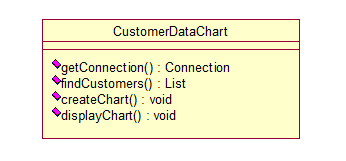 CustomerDataChart
getConnection() : Connection
findCustomers() : List
createChart() : void
displayChart() : void